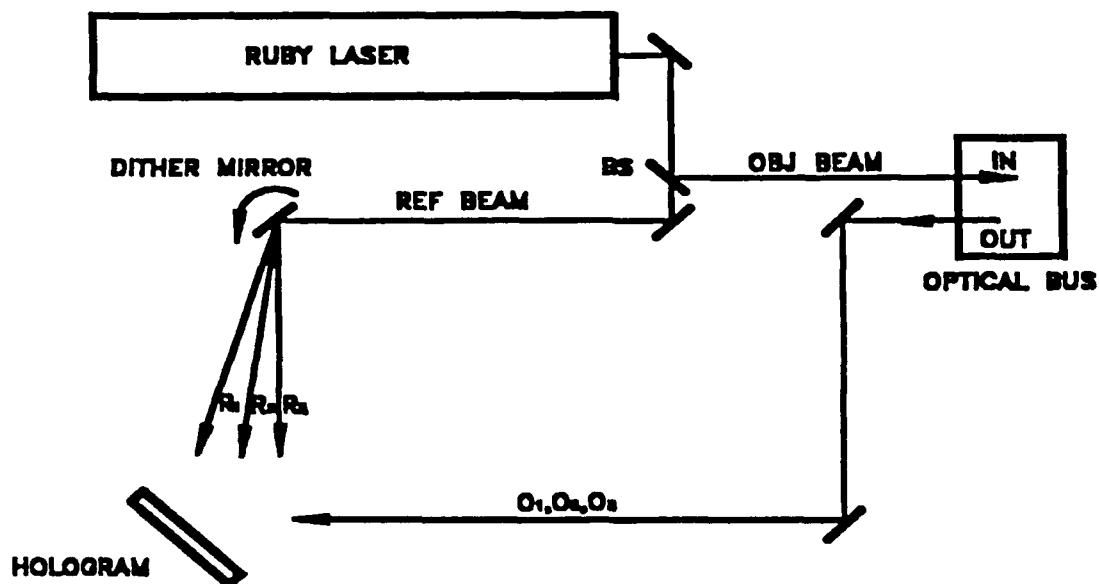 RUBY LASER
DITHER MIRROR
BS
OBJ BEAM
IN
REF BEAM
OUT
OPTICAL BUS
R₁ R₂ R₃
O₁,O₂,O₃
HOLOGRAM